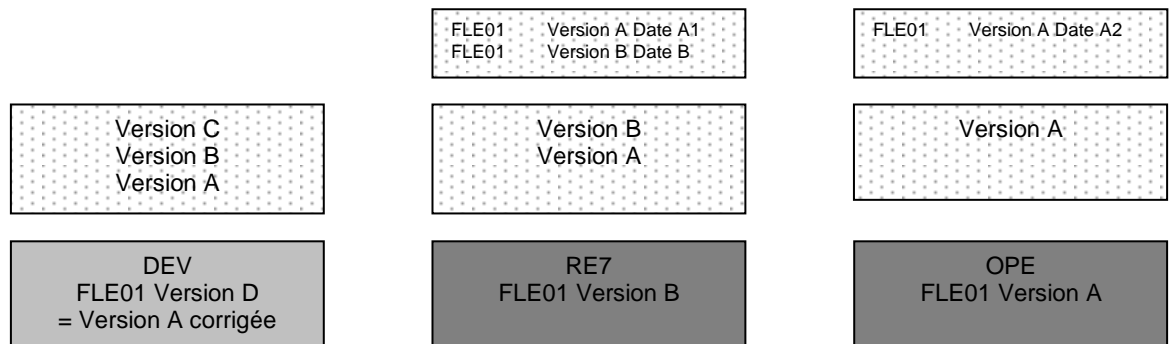 FLE01 Version A Date A1
FLE01 Version B Date B
FLE01 Version A Date A2
Version C
Version B
Version A
Version B
Version A
Version A
DEV
FLE01 Version D
= Version A corrigée
RE7
FLE01 Version B
OPE
FLE01 Version A